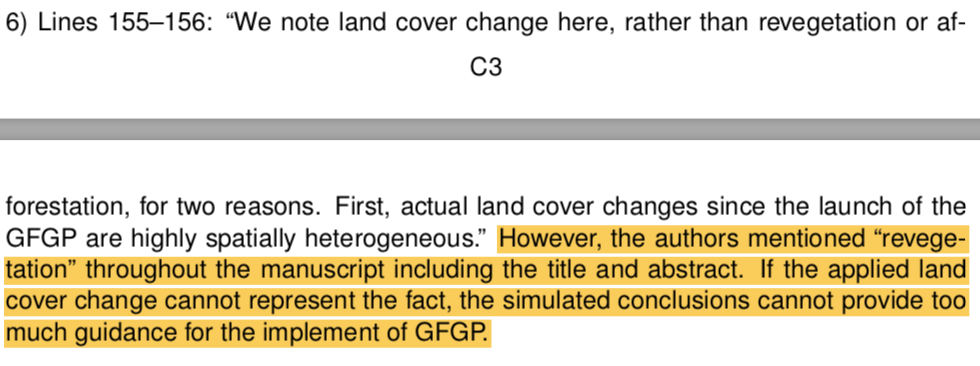 6) Lines 155–156: “We note land cover change here, rather than revegetation or af-
C3
forestation, for two reasons. First, actual land cover changes since the launch of the
GFGP are highly spatially heterogeneous.” However, the authors mentioned “revege-
tation” throughout the manuscript including the title and abstract. If the applied land
cover change cannot represent the fact, the simulated conclusions cannot provide too
much guidance for the implement of GFGP.